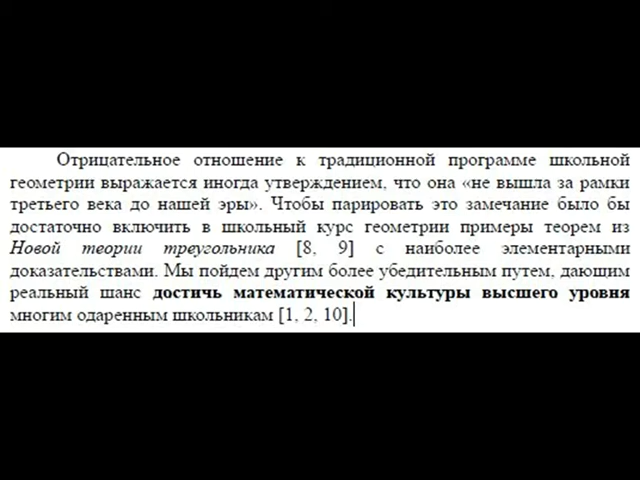 Отрицательное отношение к традиционной программе школьной
геометрии выражается иногда утверждением, что она «не вышла за рамки
третьего века до нашей эры». Чтобы парировать это замечание было бы
достаточно включить в школьный курс геометрии примеры теорем из
Новой теории треугольника [8, 9] с наиболее элементарными
доказательствами. Мы пойдем другим более убедительным путем, дающим
реальный шанс достичь математической культуры высшего уровня
многим одаренным школьникам [1, 2, 10].